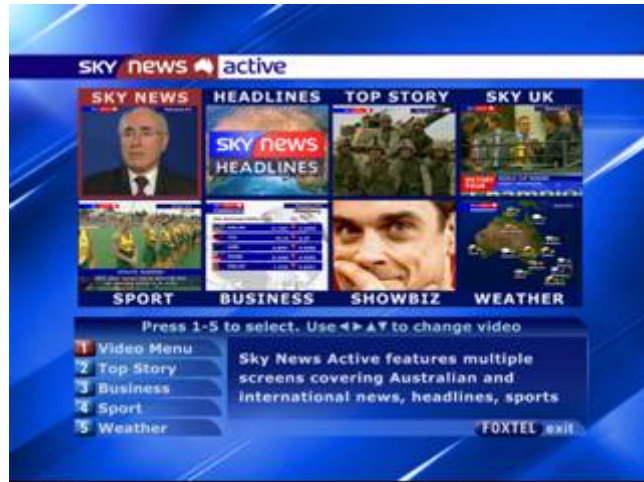 sky news active
SKY NEWS HEADLINES TOP STORY SKY UK
sky news
HEADLINES
VICTORY
TOUR
SPORT BUSINESS SHOWBIZ WEATHER
Press 1-5 to select. Use ◀▶▲▼ to change video
1 Video Menu
2 Top Story
3 Business
4 Sport
5 Weather
Sky News Active features multiple
screens covering Australian and
international news, headlines, sports
FOXTEL exit